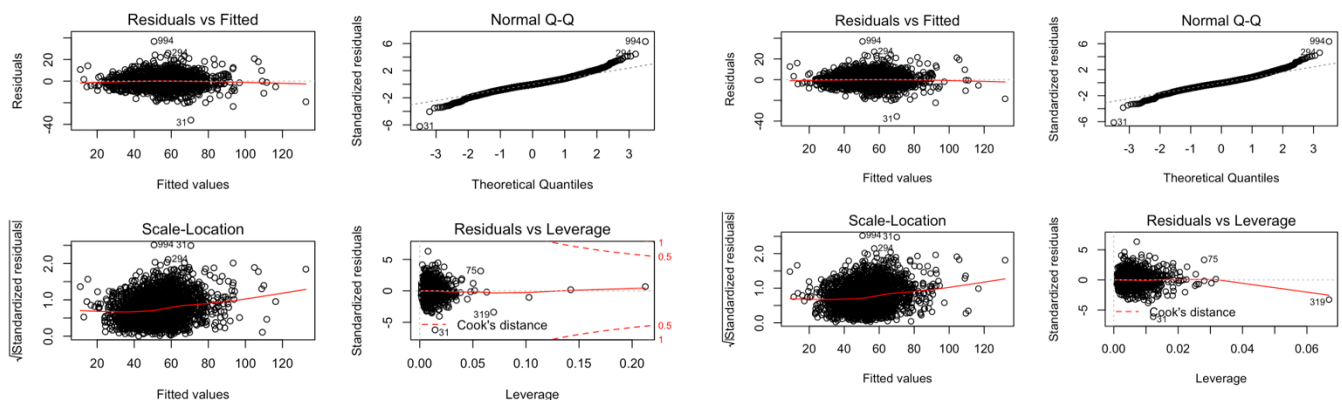 Residuals vs Fitted
Residuals
-40 0 20
994
294
31
20 40 60 80 100 120
Fitted values
Normal Q-Q
Standardized residuals
-6 -2 2 6
994
294
31
-3 -2 -1 0 1 2 3
Theoretical Quantiles
Scale-Location
√|Standardized residuals|
0.0 1.0 2.0
994 31
294
20 40 60 80 100 120
Fitted values
Residuals vs Leverage
Standardized residuals
-5 0 5
75
319
31
Cook's distance
1
0.5
0.5
1
0.00 0.05 0.10 0.15 0.20
Leverage
Residuals vs Fitted
Residuals
-40 0 20
994
294
31
20 40 60 80 100 120
Fitted values
Normal Q-Q
Standardized residuals
-6 -2 2 6
994
294
31
-3 -2 -1 0 1 2 3
Theoretical Quantiles
Scale-Location
√|Standardized residuals|
0.0 1.0 2.0
994 31
294
20 40 60 80 100 120
Fitted values
Residuals vs Leverage
Standardized residuals
-5 0 5
75
319
31
Cook's distance
0.00 0.02 0.04 0.06
Leverage